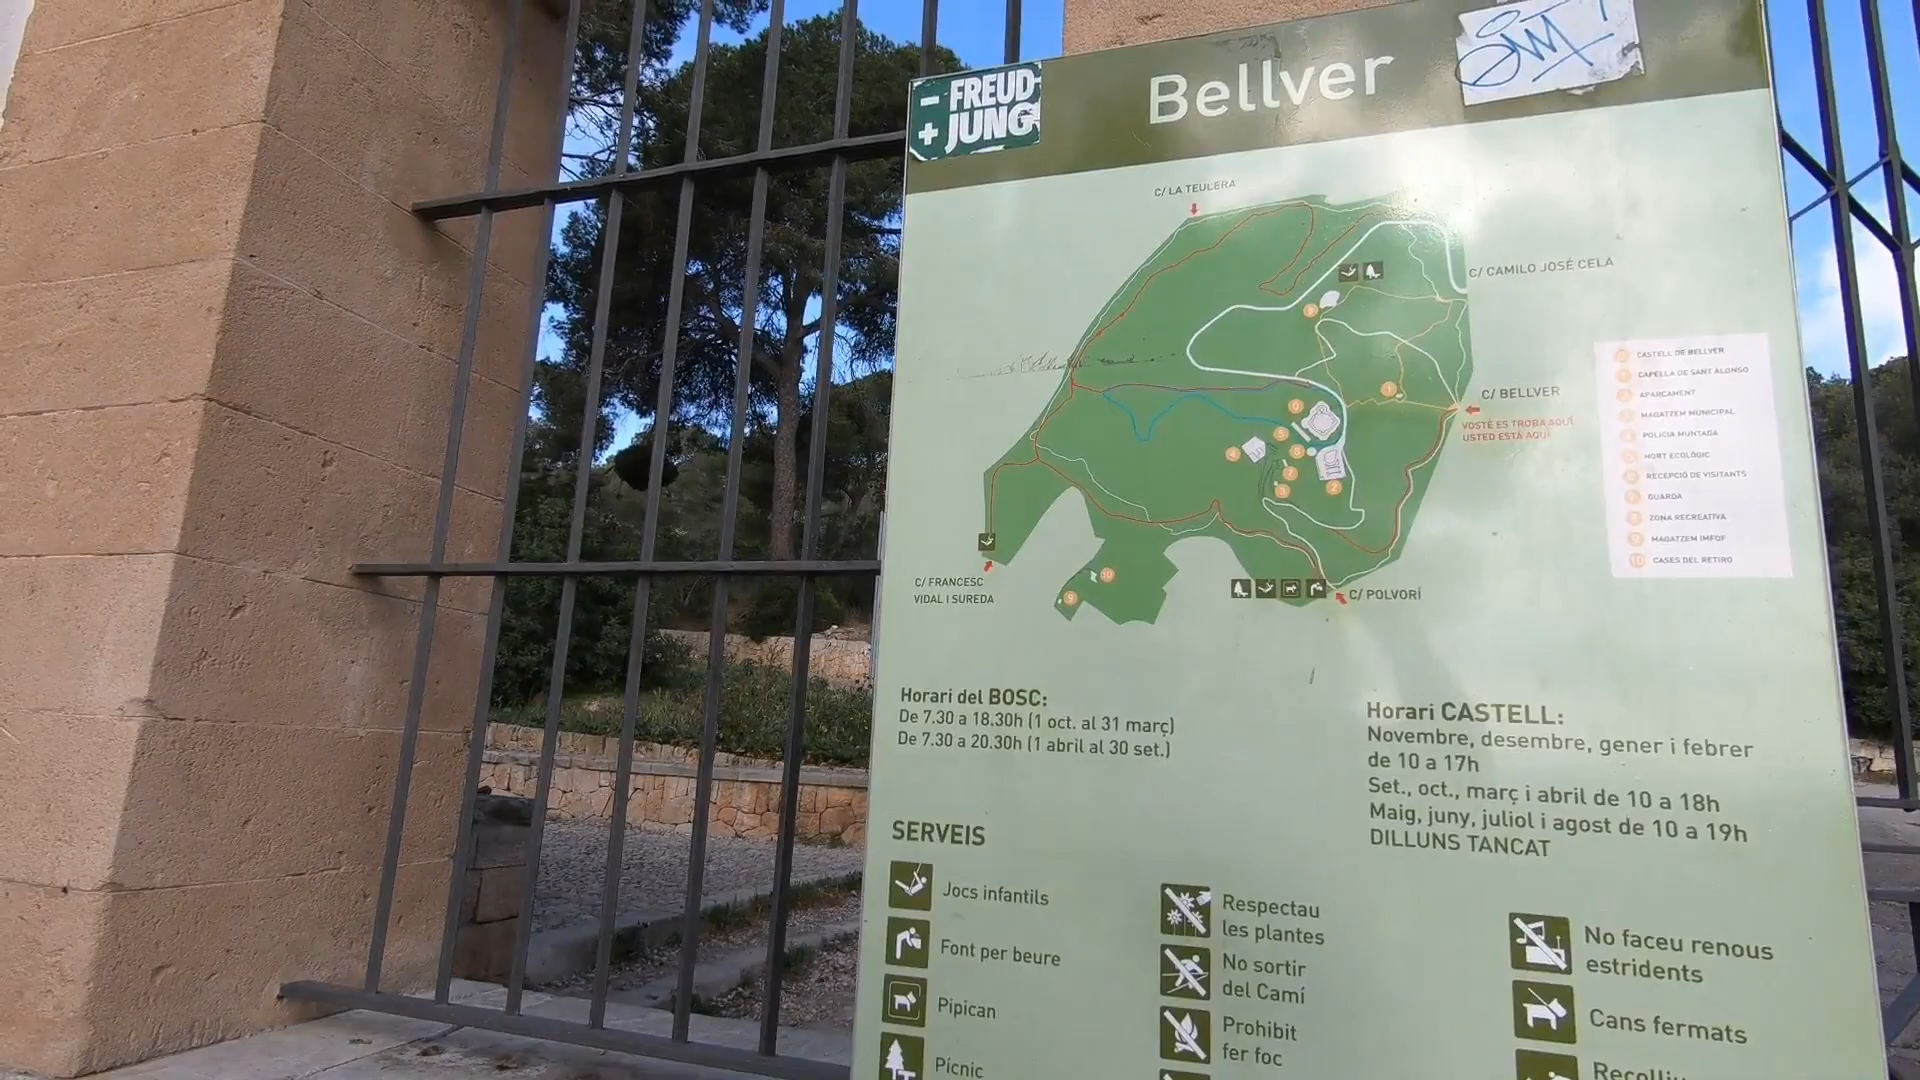 - FREUD
+ JUNG
Bellver
C/ LA TEULERA
C/ CAMILO JOSÉ CELA
C/ BELLVER
VOSTÈ ES TROBA AQUÍ
USTED ESTÁ AQUÍ
C/ FRANCESC
VIDAL I SUREDA
C/ POLVORÍ
CASTELL DE BELLVER
CAPELLA DE SANT ALONSO
APARCAMENT
MAGATZEM MUNICIPAL
POLICIA MUNTADA
HORT ECOLÒGIC
RECEPCIÓ DE VISITANTS
GUARDA
ZONA RECREATIVA
9 MAGATZEM IMFOF
10 CASES DEL RETIRO
Horari del BOSC:
De 7.30 a 18.30h (1 oct. al 31 març)
De 7.30 a 20.30h (1 abril al 30 set.)
Horari CASTELL:
Novembre, desembre, gener i febrer
de 10 a 17h
Set., oct., març i abril de 10 a 18h
Maig, juny, juliol i agost de 10 a 19h
DILLUNS TANCAT
SERVEIS
Jocs infantils
Font per beure
Pipican
Pícnic
Respectau
les plantes
No sortir
del Camí
Prohibit
fer foc
No faceu renous
estridents
Cans fermats